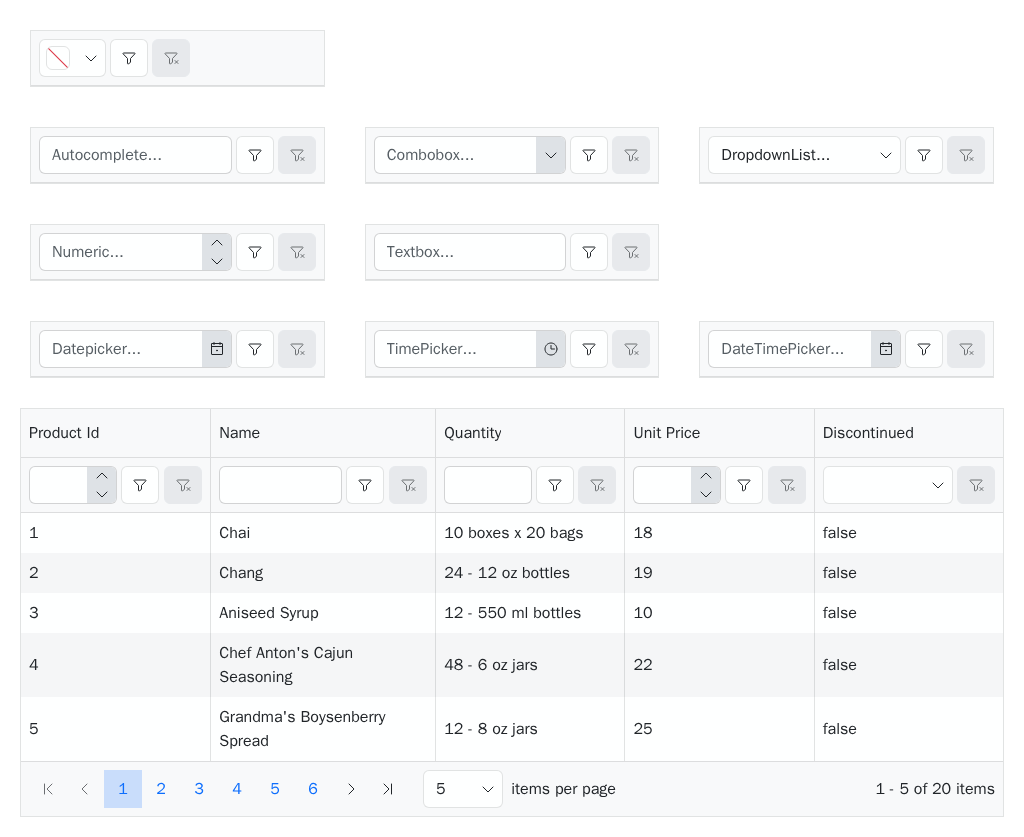 Autocomplete... Combobox... DropdownList...
Numeric... Textbox...
Datepicker... TimePicker... DateTimePicker...
Product Id Name Quantity Unit Price Discontinued
1 Chai 10 boxes x 20 bags 18 false
2 Chang 24 - 12 oz bottles 19 false
3 Aniseed Syrup 12 - 550 ml bottles 10 false
4 Chef Anton's Cajun Seasoning 48 - 6 oz jars 22 false
5 Grandma's Boysenberry Spread 12 - 8 oz jars 25 false
1 2 3 4 5 6 5 items per page 1 - 5 of 20 items